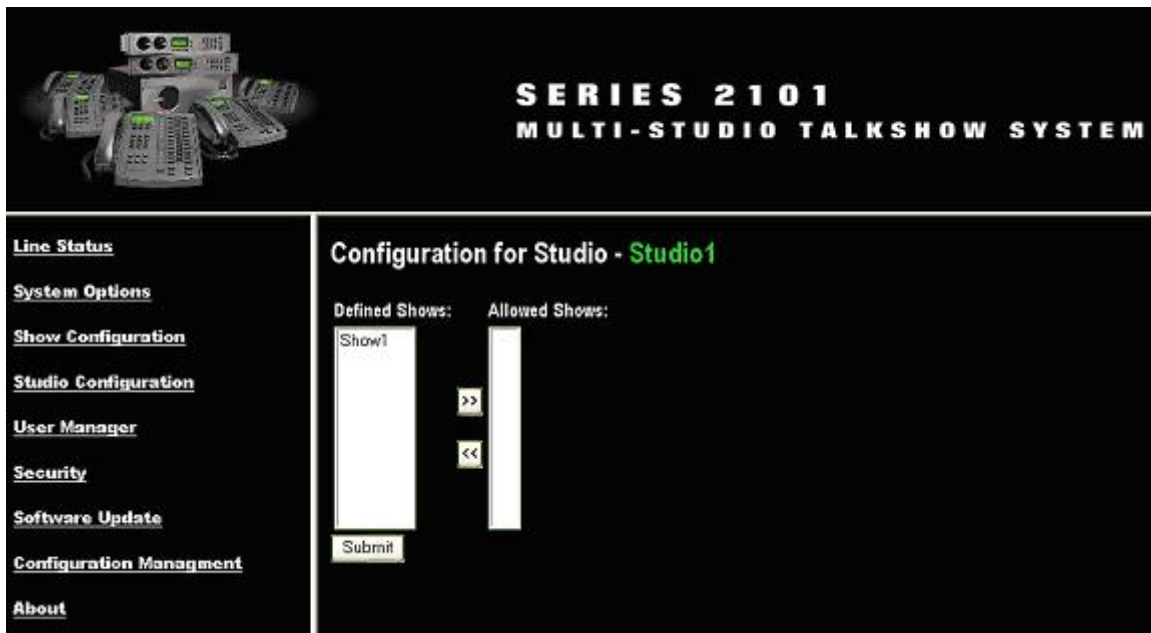 SERIES 2101
MULTI-STUDIO TALKSHOW SYSTEM
Line Status
System Options
Show Configuration
Studio Configuration
User Manager
Security
Software Update
Configuration Managment
About
Configuration for Studio - Studio1
Defined Shows: Allowed Shows:
Show1
>>
<<
Submit